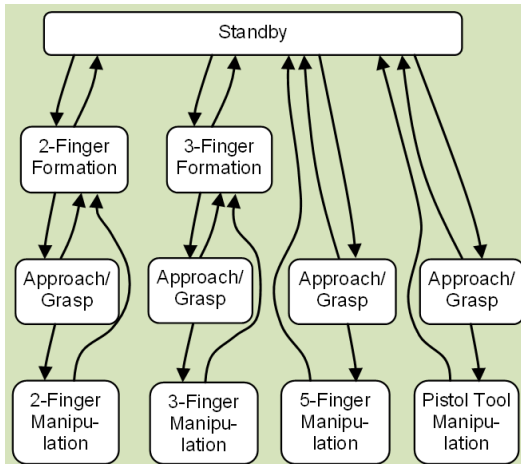 Standby
2-Finger
Formation
3-Finger
Formation
Approach/
Grasp
Approach/
Grasp
Approach/
Grasp
Approach/
Grasp
2-Finger
Manipu-
lation
3-Finger
Manipu-
lation
5-Finger
Manipu-
lation
Pistol Tool
Manipu-
lation